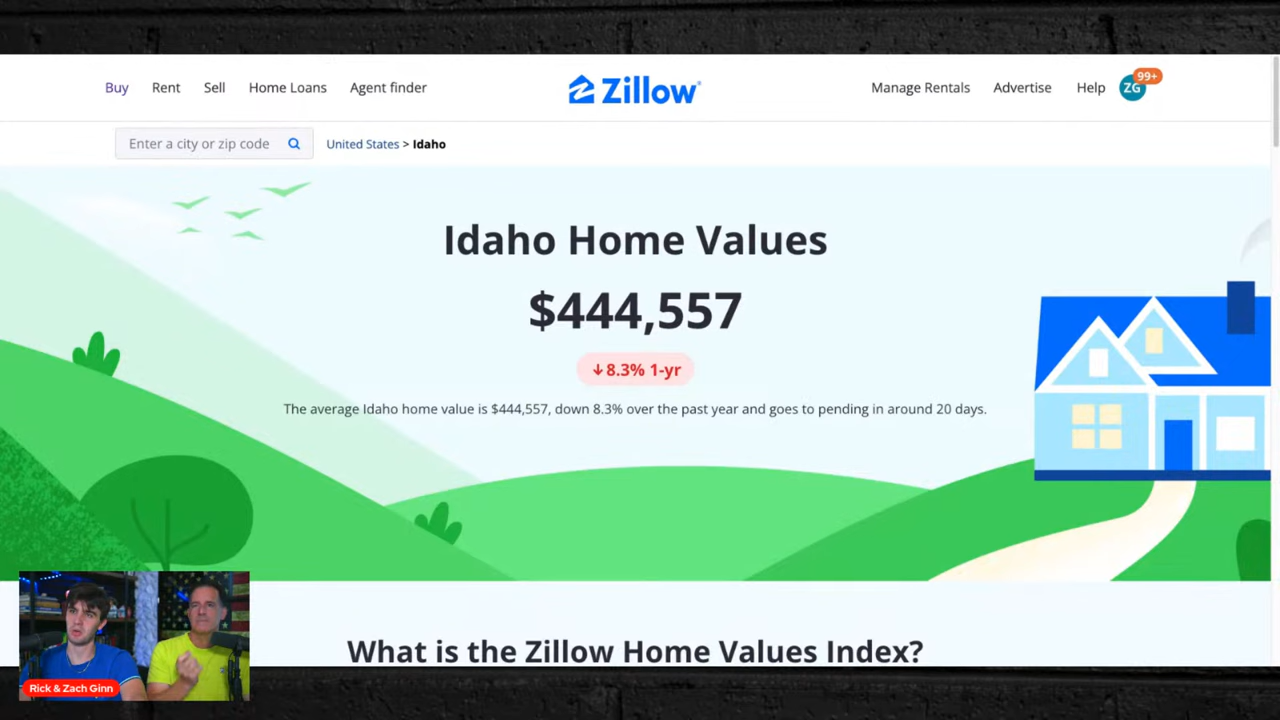 Buy Rent Sell Home Loans Agent finder Zillow® Manage Rentals Advertise Help ZG 99+
Enter a city or zip code United States > Idaho
Idaho Home Values
$444,557
↓8.3% 1-yr
The average Idaho home value is $444,557, down 8.3% over the past year and goes to pending in around 20 days.
What is the Zillow Home Values Index?
Rick & Zach Ginn